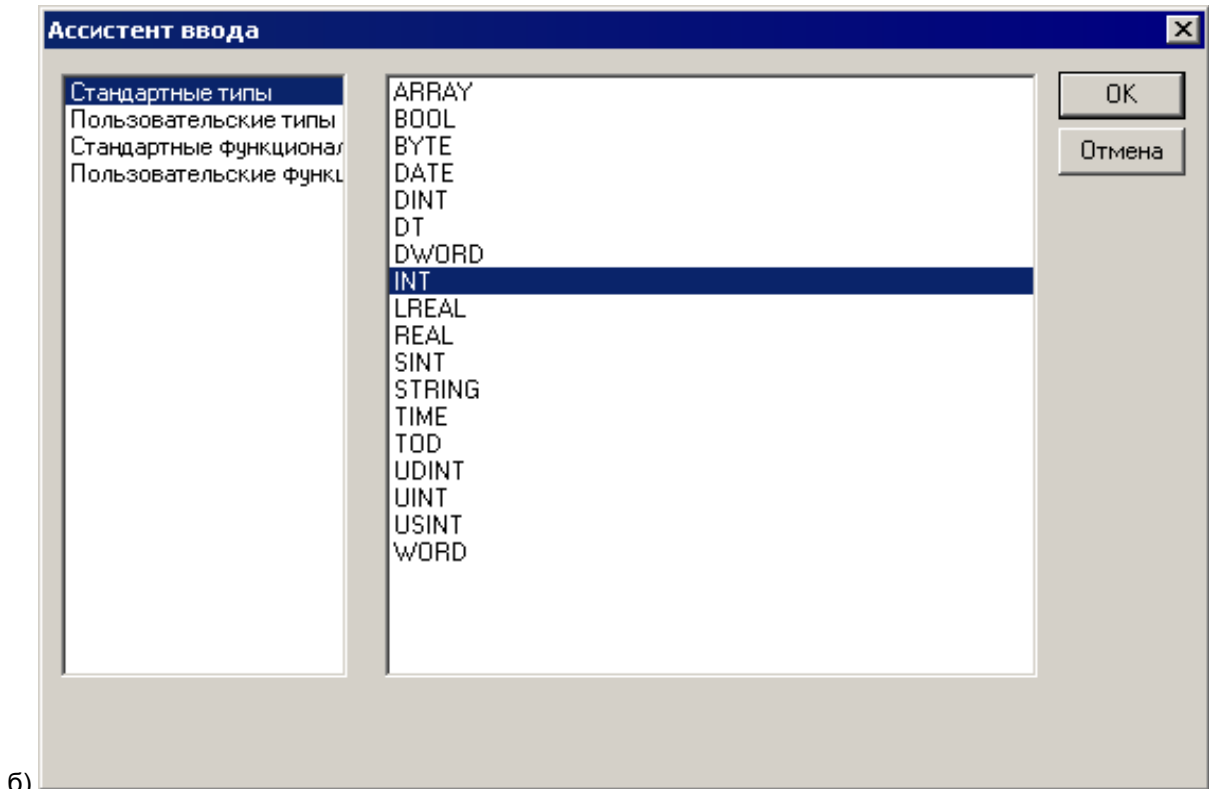 Ассистент ввода
Стандартные типы
Пользовательские типы
Стандартные функционал
Пользовательские функц
ARRAY
BOOL
BYTE
DATE
DINT
DT
DWORD
INT
LREAL
REAL
SINT
STRING
TIME
TOD
UDINT
UINT
USINT
WORD
OK
Отмена
б)